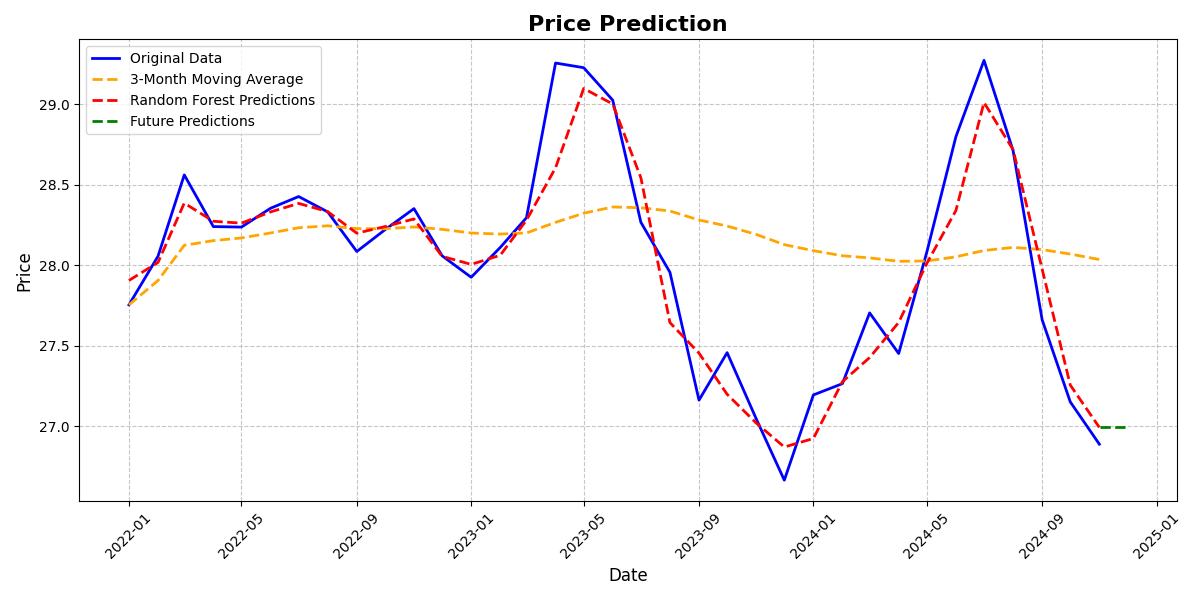 Price Prediction
Original Data
3-Month Moving Average
Random Forest Predictions
Future Predictions
Price
29.0
28.5
28.0
27.5
27.0
2022-01
2022-05
2022-09
2023-01
2023-05
2023-09
2024-01
2024-05
2024-09
2025-01
Date